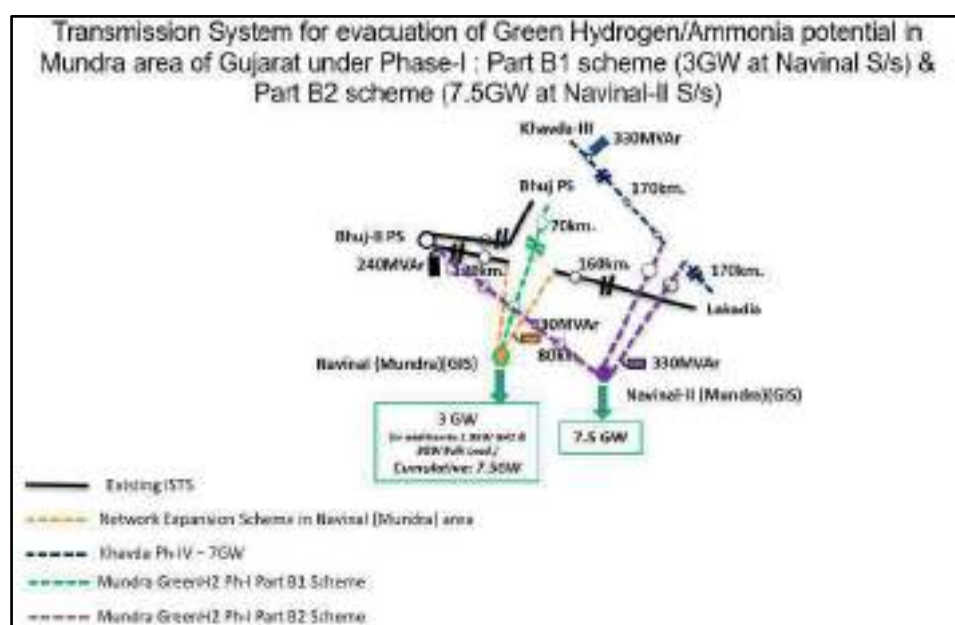 Transmission System for evacuation of Green Hydrogen/Ammonia potential in
Mundra area of Gujarat under Phase-I : Part B1 scheme (3GW at Navinal S/s) &
Part B2 scheme (7.5GW at Navinal-II S/s)
Khavda-III
330MVAr
Bhuj PS
170km.
70km.
Bhuj-II PS
240MVAr
160km.
170km.
Lakadia
330MVAr
Navinal (Mundra)(GIS)
330MVAr
Navinal-II (Mundra)(GIS)
3 GW
Cumulative: 7.5GW
7.5 GW
Existing ISTS
Network Expansion Scheme in Navinal (Mundra) area
Khavda Ph-IV – 7GW
Mundra GreenH2 Ph-I Part B1 Scheme
Mundra GreenH2 Ph-I Part B2 Scheme